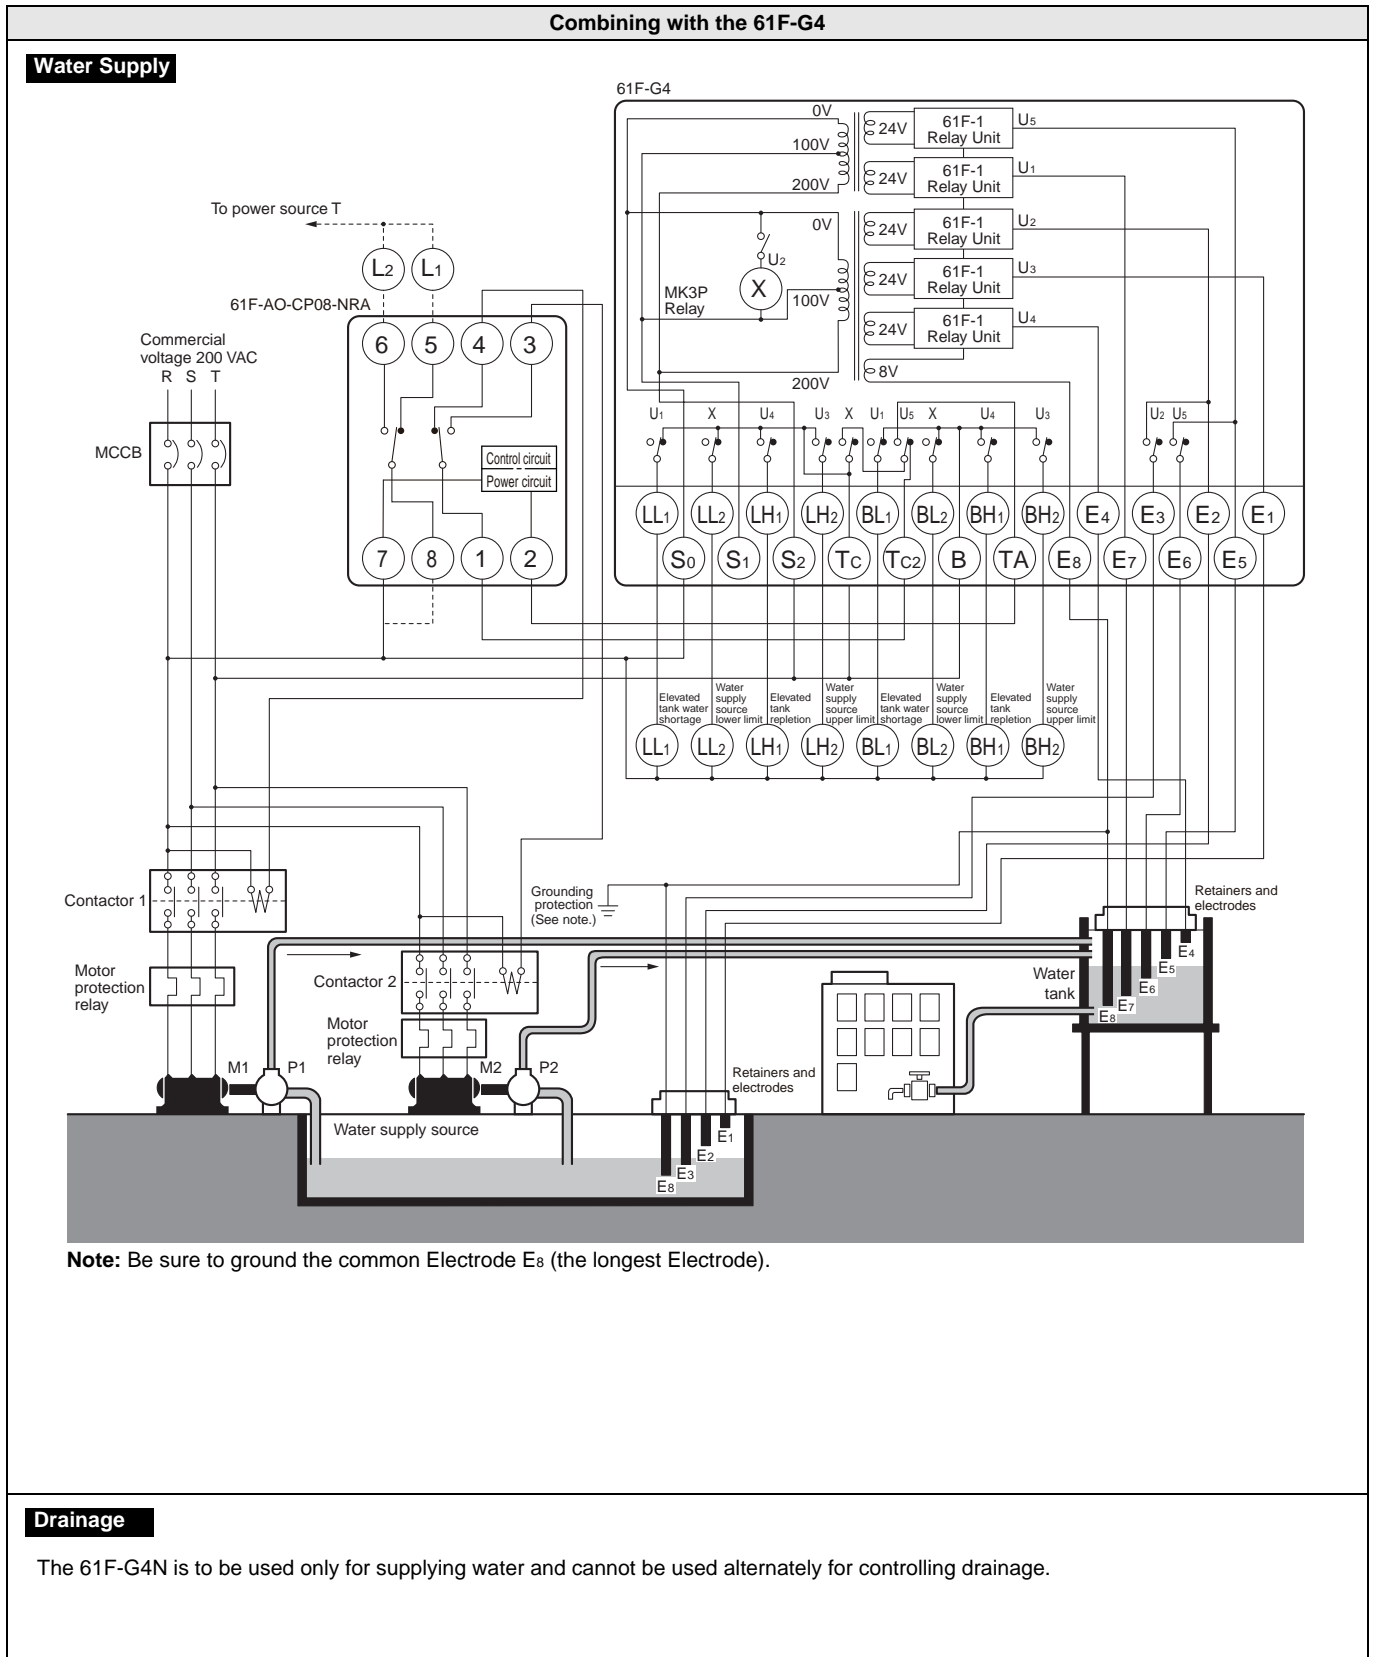 Combining with the 61F-G4
Water Supply
61F-G4
0V
100V
200V
24V
61F-1
Relay Unit
U5
24V
61F-1
Relay Unit
U1
0V
24V
61F-1
Relay Unit
U2
24V
61F-1
Relay Unit
U3
24V
61F-1
Relay Unit
U4
8V
U2
X
MK3P
Relay
100V
200V
To power source T
L2 L1
61F-AO-CP08-NRA
6 5 4 3
Control circuit
Power circuit
7 8 1 2
Commercial
voltage 200 VAC
R S T
MCCB
U1 X U4 U3 X U1 U5 X U4 U3 U2 U5
LL1 LL2 LH1 LH2 BL1 BL2 BH1 BH2 E4 E3 E2 E1
S0 S1 S2 TC TC2 B TA E8 E7 E6 E5
Elevated
tank water
shortage
Water
supply
source
lower limit
Elevated
tank
repletion
Water
supply
source
upper limit
Elevated
tank water
shortage
Water
supply
source
lower limit
Elevated
tank
repletion
Water
supply
source
upper limit
LL1 LL2 LH1 LH2 BL1 BL2 BH1 BH2
Contactor 1
Motor
protection
relay
M1 P1
Contactor 2
Motor
protection
relay
M2 P2
Grounding
protection
(See note.)
Retainers and
electrodes
E4
E5
E6
E7
E8
Water
tank
Retainers and
electrodes
Water supply source
E1
E2
E3
E8
Note: Be sure to ground the common Electrode E8 (the longest Electrode).
Drainage
The 61F-G4N is to be used only for supplying water and cannot be used alternately for controlling drainage.